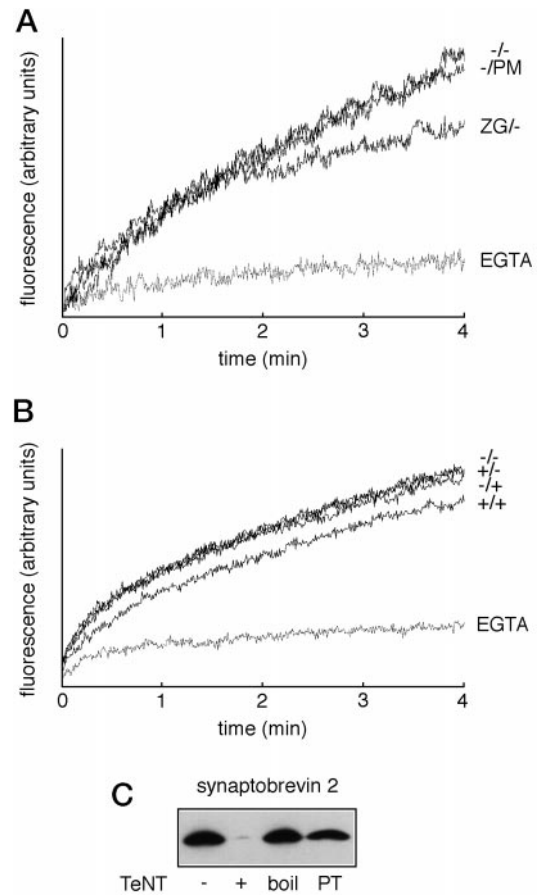 A
fluorescence (arbitrary units)
-/-
-/PM
ZG/-
EGTA
0 1 2 3 4
time (min)
B
fluorescence (arbitrary units)
-/-
+/-
-/+
+/+
EGTA
0 1 2 3 4
time (min)
C
synaptobrevin 2
TeNT - + boil PT